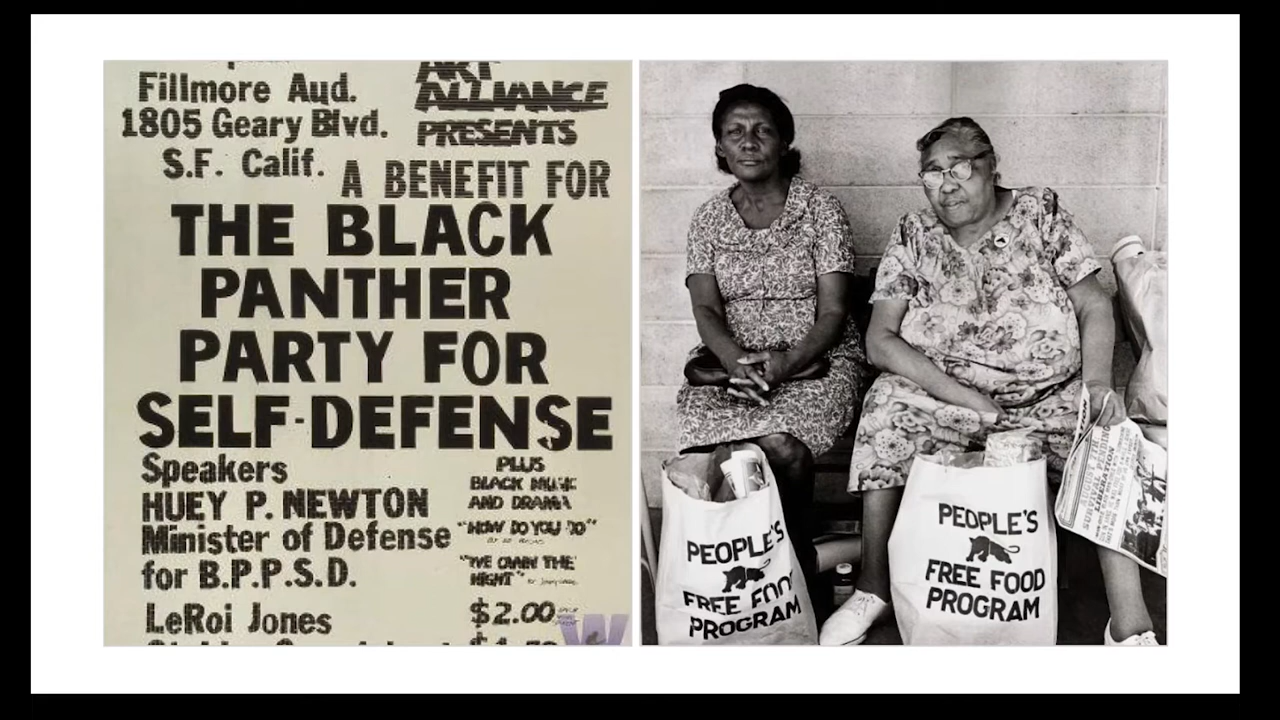 Fillmore Aud.
1805 Geary Blvd.
S.F. Calif.
ART
ALLIANCE
PRESENTS
A BENEFIT FOR
THE BLACK
PANTHER
PARTY FOR
SELF-DEFENSE
Speakers
HUEY P. NEWTON
Minister of Defense
for B.P.P.S.D.
LeRoi Jones
PLUS
BLACK MUSIC
AND DRAMA
"HOW DO YOU DO"
"WE OWN THE
NIGHT"
$2.00
W
PEOPLE'S
FREE FOOD
PROGRAM
PEOPLE'S
FREE FOOD
PROGRAM
LIBERATION